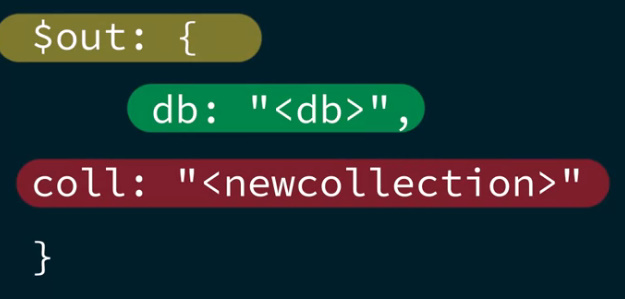 $out: {
db: "<db>",
coll: "<newcollection>"
}